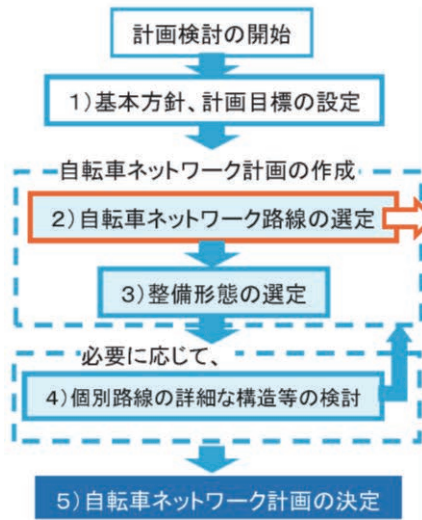 計画検討の開始
1)基本方針、計画目標の設定
自転車ネットワーク計画の作成
2)自転車ネットワーク路線の選定
3)整備形態の選定
必要に応じて、
4)個別路線の詳細な構造等の検討
5)自転車ネットワーク計画の決定